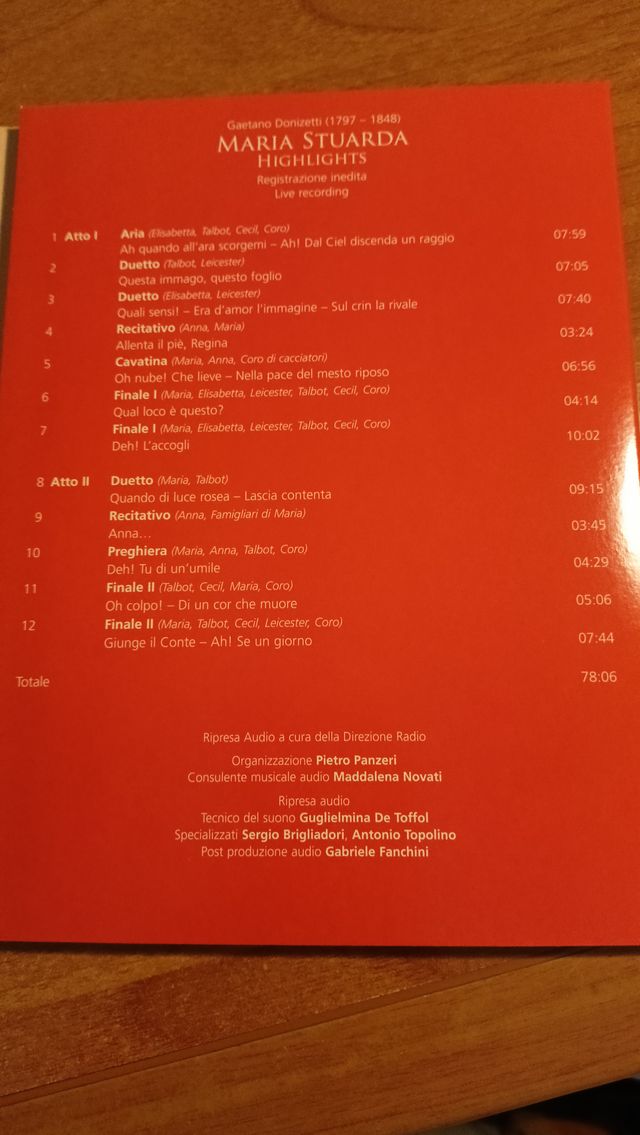 Gaetano Donizetti (1797 – 1848)
MARIA STUARDA
HIGHLIGHTS
Registrazione inedita
Live recording
1 Atto I Aria (Elisabetta, Talbot, Cecil, Coro) 07:59
Ah quando all'ara scorgemi – Ah! Dal Ciel discenda un raggio
2 Duetto (Talbot, Leicester) 07:05
Questa immago, questo foglio
3 Duetto (Elisabetta, Leicester) 07:40
Quali sensi! – Era d'amor l'immagine – Sul crin la rivale
4 Recitativo (Anna, Maria) 03:24
Allenta il piè, Regina
5 Cavatina (Maria, Anna, Coro di cacciatori) 06:56
Oh nube! Che lieve – Nella pace del mesto riposo
6 Finale I (Maria, Elisabetta, Leicester, Talbot, Cecil, Coro) 04:14
Qual loco è questo?
7 Finale I (Maria, Elisabetta, Leicester, Talbot, Cecil, Coro) 10:02
Deh! L'accogli
8 Atto II Duetto (Maria, Talbot) 09:15
Quando di luce rosea – Lascia contenta
9 Recitativo (Anna, Famigliari di Maria) 03:45
Anna...
10 Preghiera (Maria, Anna, Talbot, Coro) 04:29
Deh! Tu di un'umile
11 Finale II (Talbot, Cecil, Maria, Coro) 05:06
Oh colpo! – Di un cor che muore
12 Finale II (Maria, Talbot, Cecil, Leicester, Coro) 07:44
Giunge il Conte – Ah! Se un giorno
Totale 78:06
Ripresa Audio a cura della Direzione Radio
Organizzazione Pietro Panzeri
Consulente musicale audio Maddalena Novati
Ripresa audio
Tecnico del suono Guglielmina De Toffol
Specializzati Sergio Brigliadori, Antonio Topolino
Post produzione audio Gabriele Fanchini